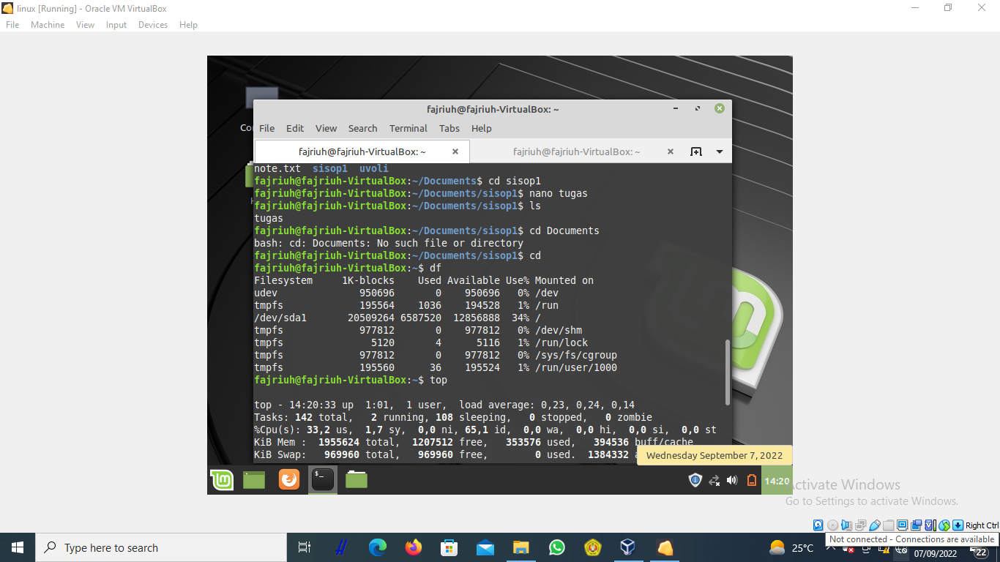 linux [Running] - Oracle VM VirtualBox
File Machine View Input Devices Help
fajriuh@fajriuh-VirtualBox: ~
File Edit View Search Terminal Tabs Help
fajriuh@fajriuh-VirtualBox: ~ fajriuh@fajriuh-VirtualBox: ~
note.txt sisop1 uvoli
fajriuh@fajriuh-VirtualBox:~/Documents$ cd sisop1
fajriuh@fajriuh-VirtualBox:~/Documents/sisop1$ nano tugas
fajriuh@fajriuh-VirtualBox:~/Documents/sisop1$ ls
tugas
fajriuh@fajriuh-VirtualBox:~/Documents/sisop1$ cd Documents
bash: cd: Documents: No such file or directory
fajriuh@fajriuh-VirtualBox:~/Documents/sisop1$ cd
fajriuh@fajriuh-VirtualBox:~$ df
Filesystem 1K-blocks Used Available Use% Mounted on
udev 950696 0 950696 0% /dev
tmpfs 195564 1036 194528 1% /run
/dev/sda1 20509264 6587520 12856888 34% /
tmpfs 977812 0 977812 0% /dev/shm
tmpfs 5120 4 5116 1% /run/lock
tmpfs 977812 0 977812 0% /sys/fs/cgroup
tmpfs 195560 36 195524 1% /run/user/1000
fajriuh@fajriuh-VirtualBox:~$ top
top - 14:20:33 up 1:01, 1 user, load average: 0,23, 0,24, 0,14
Tasks: 142 total, 2 running, 108 sleeping, 0 stopped, 0 zombie
%Cpu(s): 33,2 us, 1,7 sy, 0,0 ni, 65,1 id, 0,0 wa, 0,0 hi, 0,0 si, 0,0 st
KiB Mem : 1955624 total, 1207512 free, 353576 used, 394536 buff/cache
KiB Swap: 969960 total, 969960 free, 0 used. 1384332 a
Wednesday September 7, 2022
14:20
Activate Windows
Go to Settings to activate Windows.
Right Ctrl
Type here to search
25°C
Not connected - Connections are available
07/09/2022
22